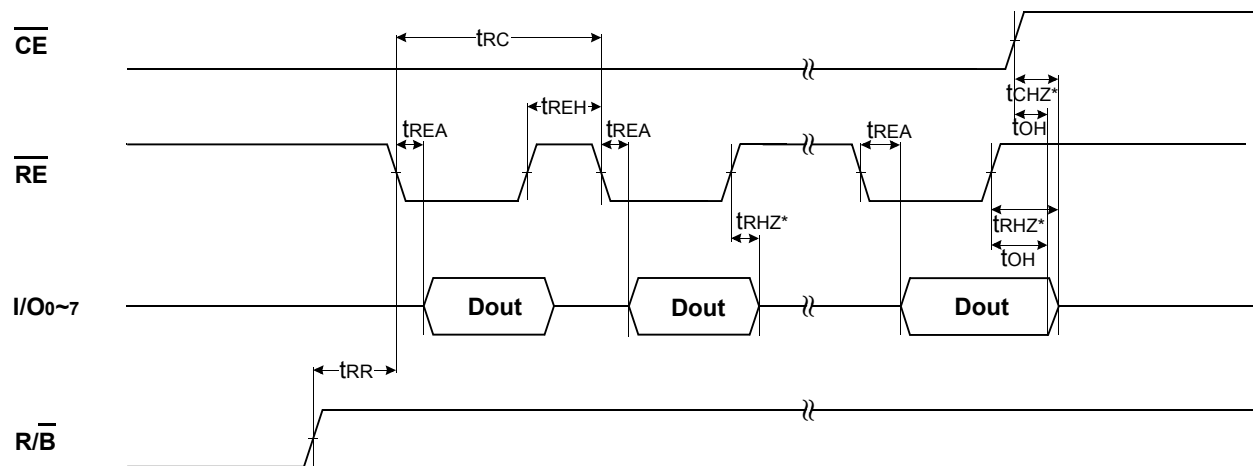 CE
tRC
tCHZ*
tREH
tREA
tREA
tREA
tOH
RE
tRHZ*
tRHZ*
tOH
I/O0~7
Dout
Dout
Dout
tRR
R/B